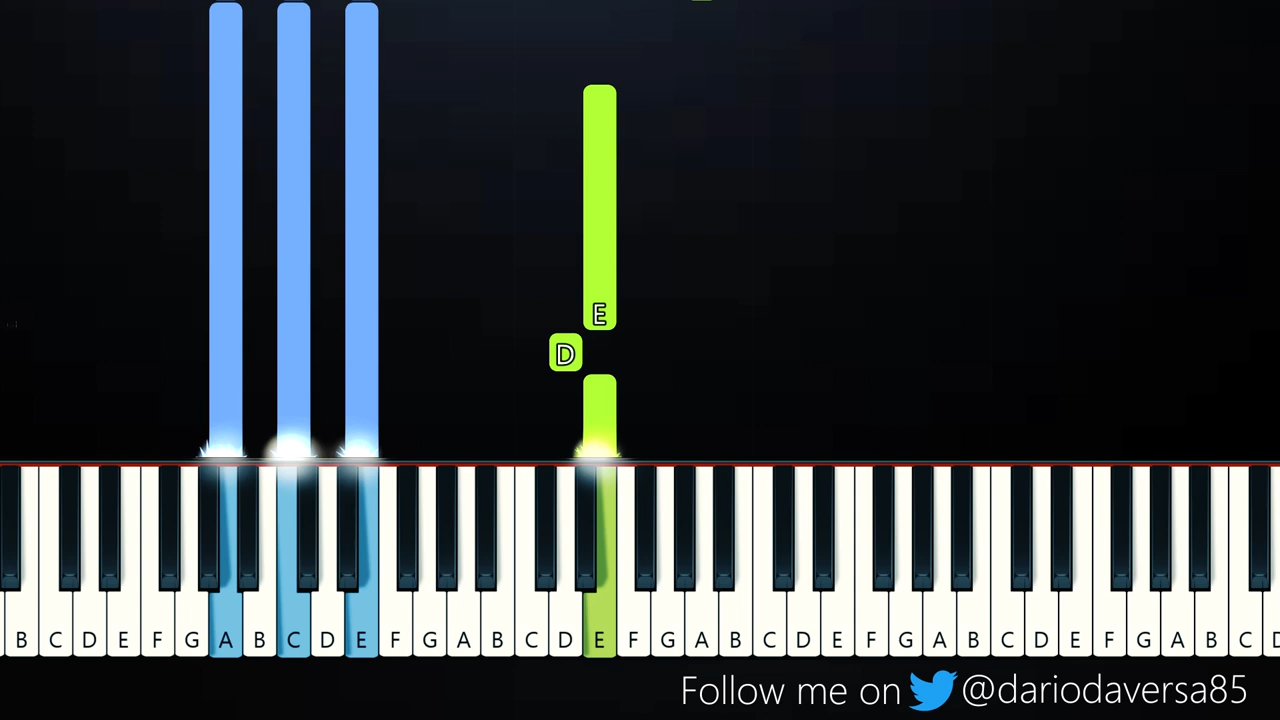 E
D
B C D E F G A B C D E F G A B C D E F G A B C D E F G A B C D E F G A B C D
Follow me on @dariodaversa85